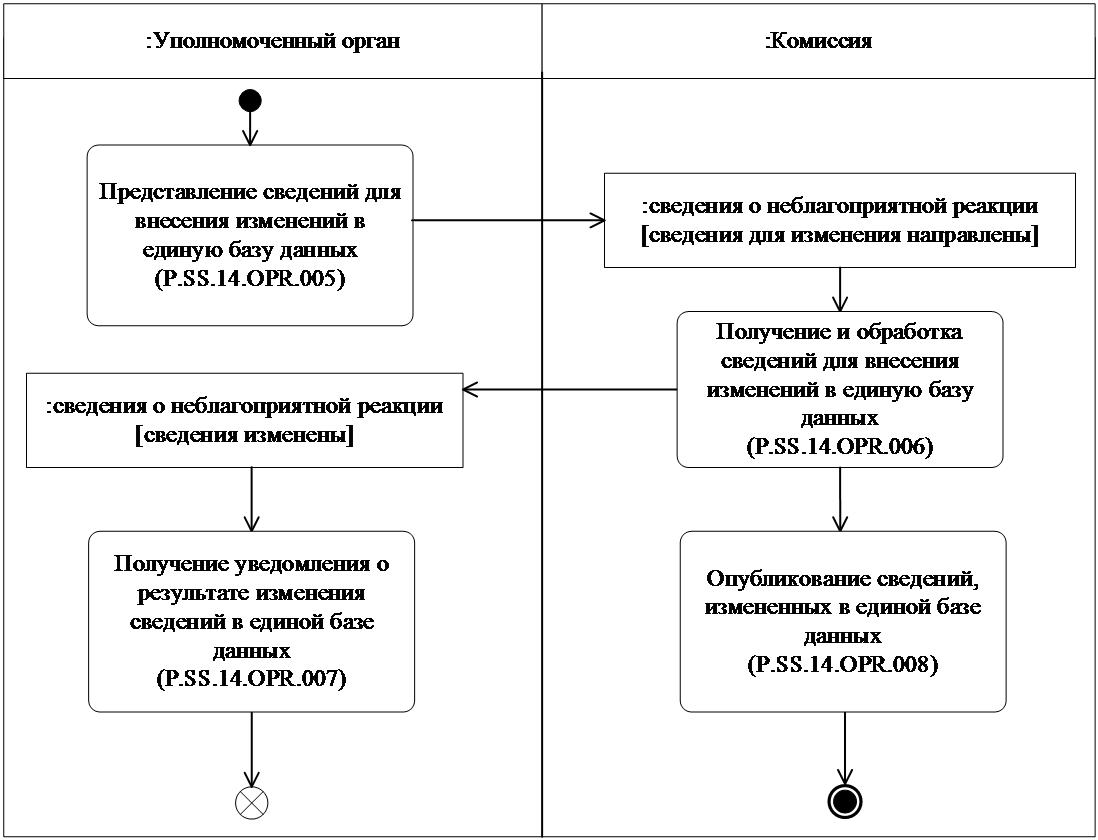 :Уполномоченный орган
:Комиссия
Представление сведений для
внесения изменений в
единую базу данных
(P.SS.14.OPR.005)
:сведения о неблагоприятной реакции
[сведения для изменения направлены]
Получение и обработка
сведений для внесения
изменений в единую базу
данных
(P.SS.14.OPR.006)
:сведения о неблагоприятной реакции
[сведения изменены]
Получение уведомления о
результате изменения
сведений в единой базе
данных
(P.SS.14.OPR.007)
Опубликование сведений,
измененных в единой базе
данных
(P.SS.14.OPR.008)